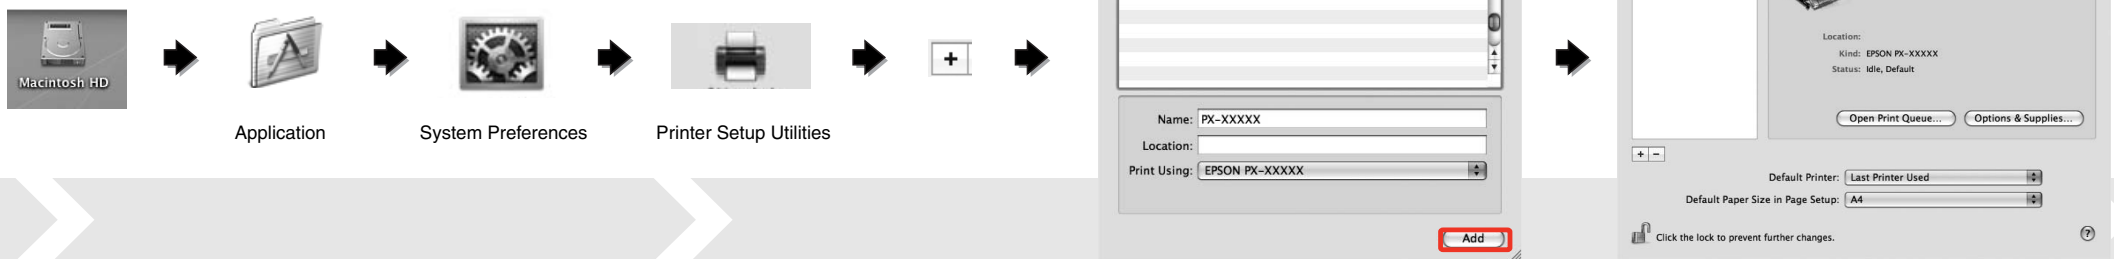 Macintosh HD
Application
System Preferences
Printer Setup Utilities
+
Name: PX-XXXXX
Location:
Print Using: EPSON PX-XXXXX
Add
Location:
Kind: EPSON PX-XXXXX
Status: Idle, Default
Open Print Queue... Options & Supplies...
+ −
Default Printer: Last Printer Used
Default Paper Size in Page Setup: A4
Click the lock to prevent further changes.
?